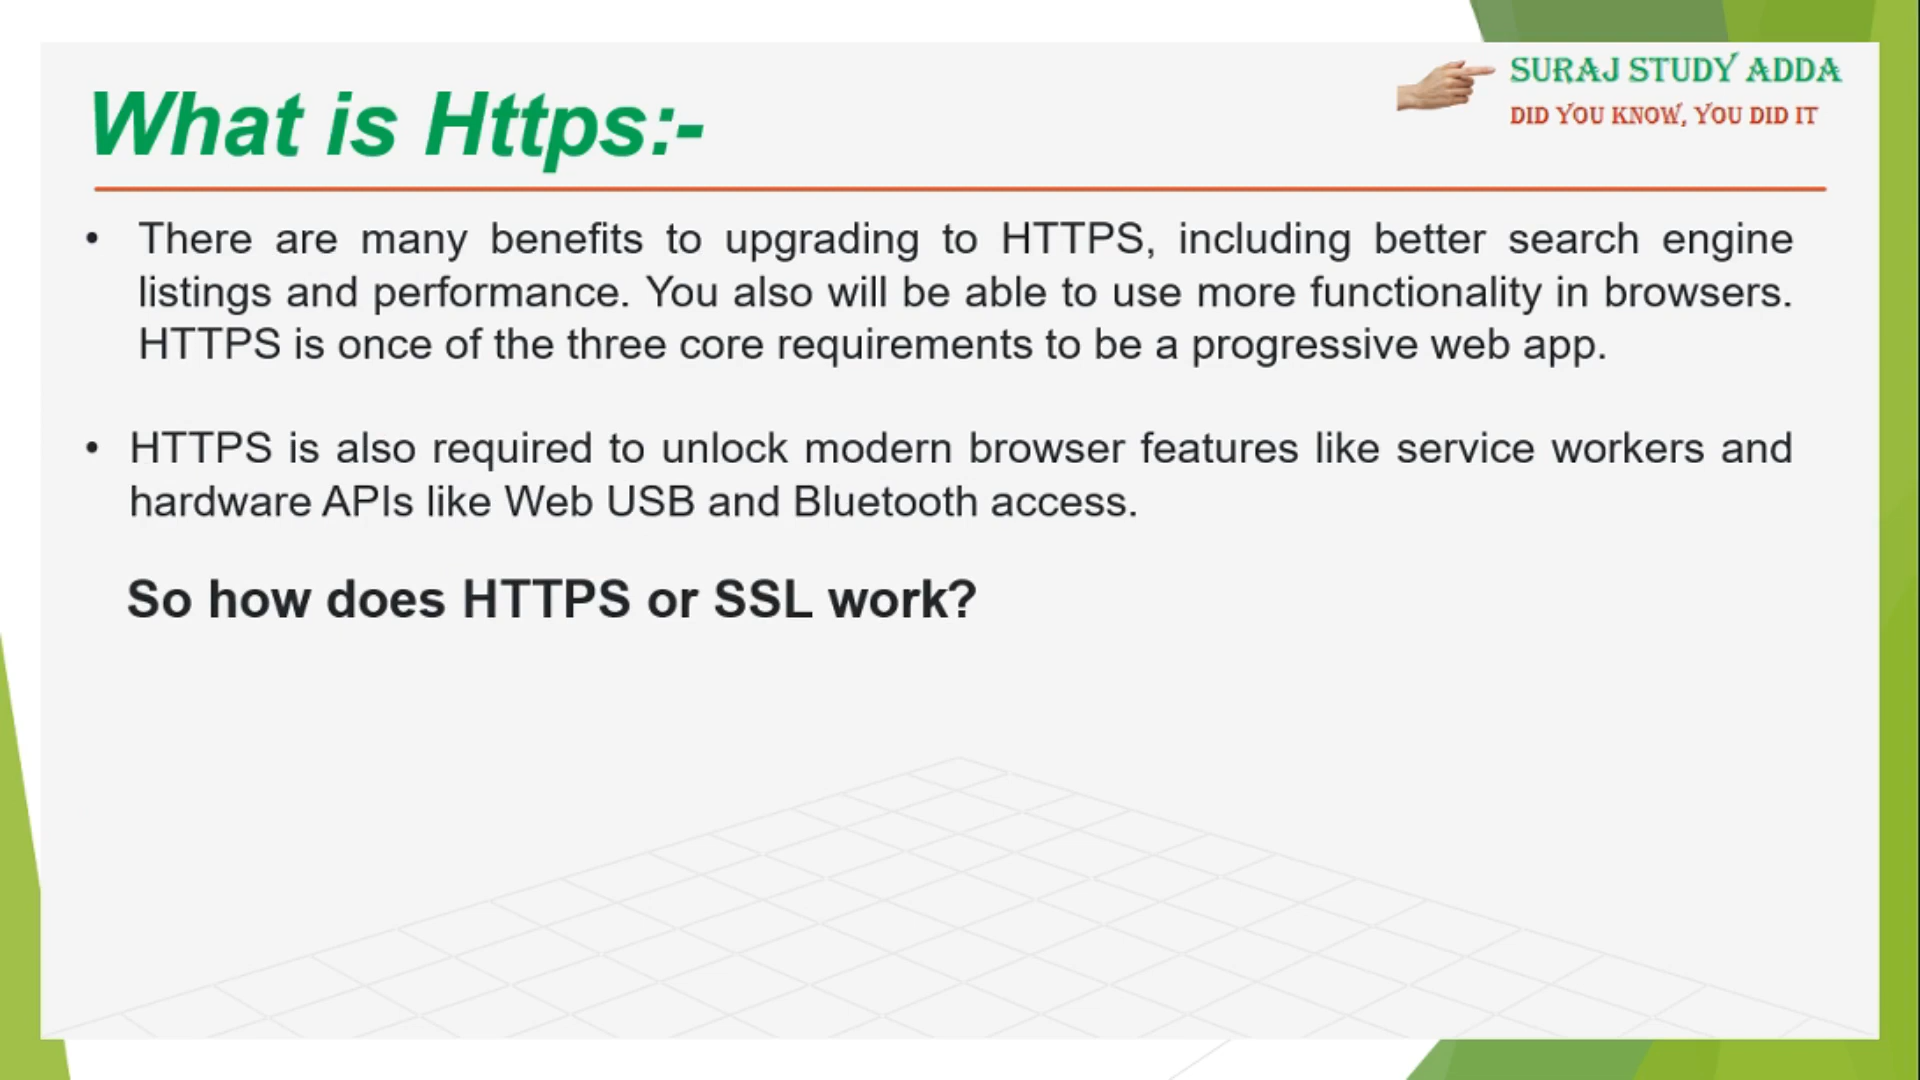 SURAJ STUDY ADDA
DID YOU KNOW, YOU DID IT
What is Https:-
• There are many benefits to upgrading to HTTPS, including better search engine
listings and performance. You also will be able to use more functionality in browsers.
HTTPS is once of the three core requirements to be a progressive web app.
• HTTPS is also required to unlock modern browser features like service workers and
hardware APIs like Web USB and Bluetooth access.
So how does HTTPS or SSL work?